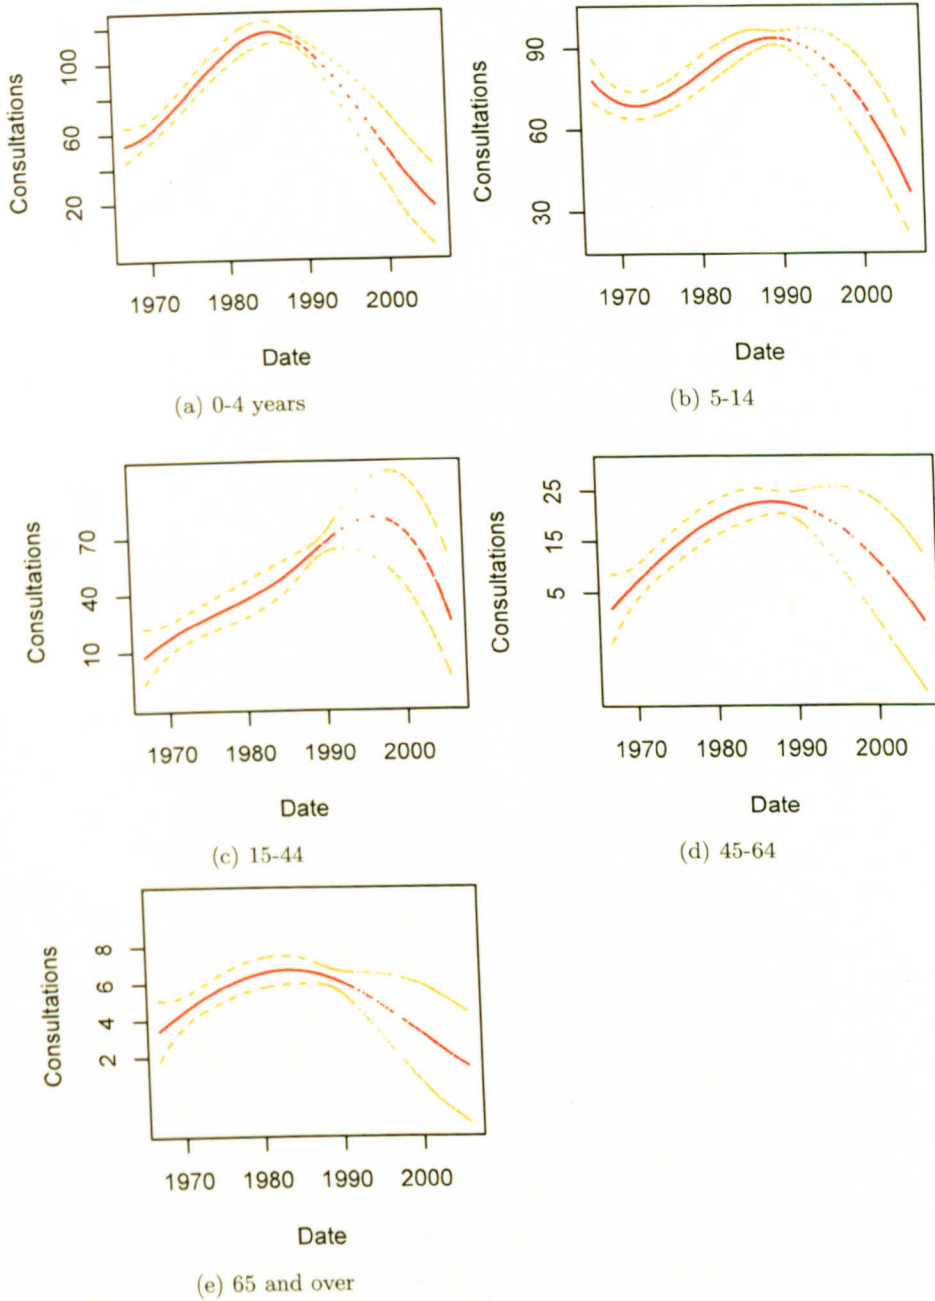 Consultations
20 60 100
1970 1980 1990 2000
Date
(a) 0-4 years
Consultations
30 60 90
1970 1980 1990 2000
Date
(b) 5-14
Consultations
10 40 70
1970 1980 1990 2000
Date
(c) 15-44
Consultations
5 15 25
1970 1980 1990 2000
Date
(d) 45-64
Consultations
2 4 6 8
1970 1980 1990 2000
Date
(e) 65 and over